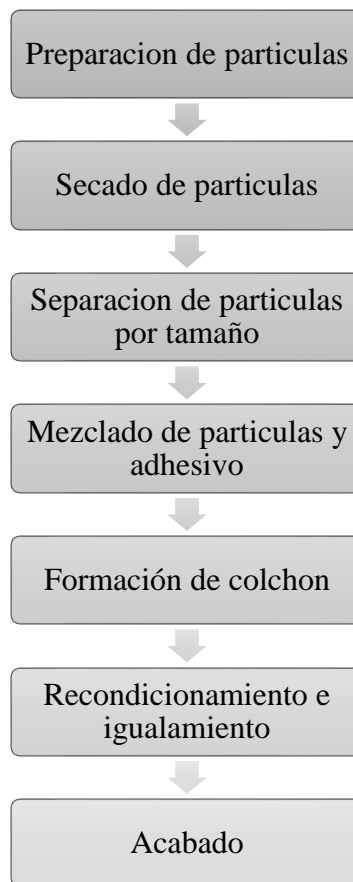 Preparacion de particulas
Secado de particulas
Separacion de particulas
por tamaño
Mezclado de particulas y
adhesivo
Formación de colchon
Recondicionamiento e
igualamiento
Acabado